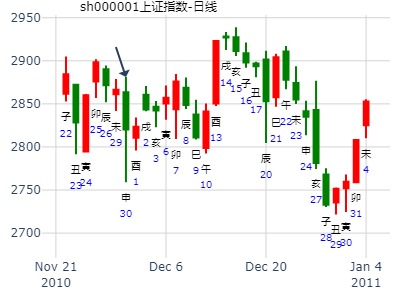 sh000001上证指数-日线
2950
2900
2850
2800
2750
2700
子
22
丑
23
寅
24
卯
25
辰
26
未
29
申
30
酉
1
戌
2
亥
3
寅
6
卯
7
辰
8
巳
9
午
10
酉
13
戌
14
亥
15
子
16
丑
17
辰
20
巳
21
午
22
未
23
申
24
亥
27
子
28
丑
29
寅
30
卯
31
未
4
Nov 21
2010
Dec 6
Dec 20
Jan 4
2011